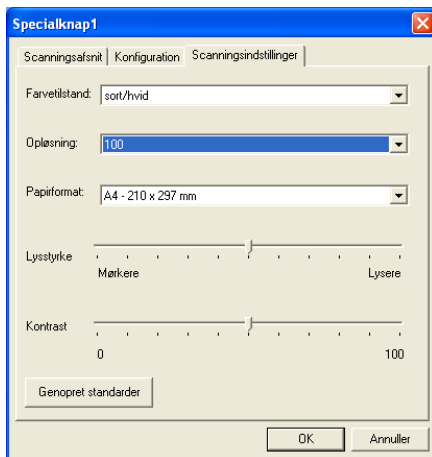 Specialknap1
Scanningsafsnit Konfiguration Scanningsindstillinger
Farvetilstand: sort/hvid
Opløsning: 100
Papirformat: A4 - 210 x 297 mm
Lysstyrke
Mørkere Lysere
Kontrast
0 100
Genopret standarder
OK Annuller